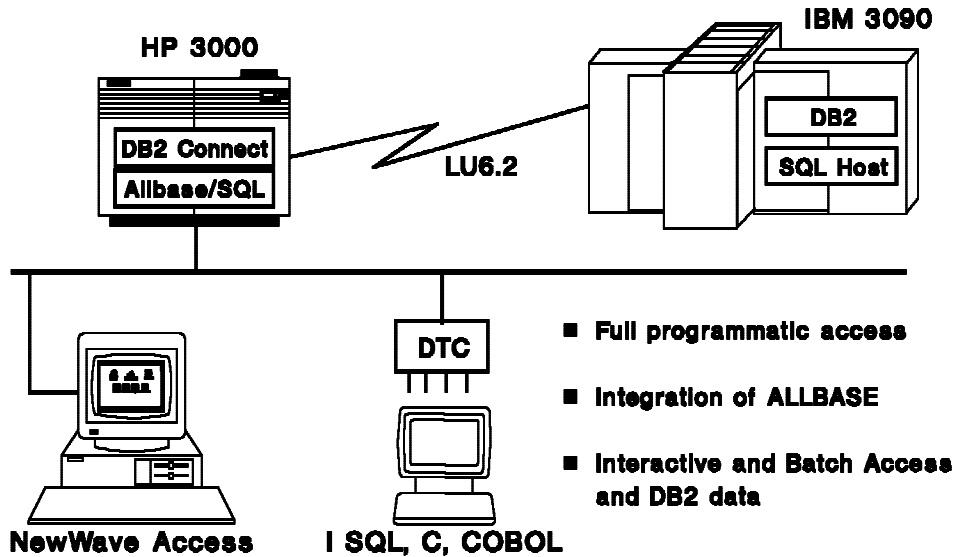 HP 3000
IBM 3090
DB2 Connect
Allbase/SQL
LU6.2
DB2
SQL Host
DTC
■ Full programmatic access
■ Integration of ALLBASE
■ Interactive and Batch Access
and DB2 data
NewWave Access
I SQL, C, COBOL